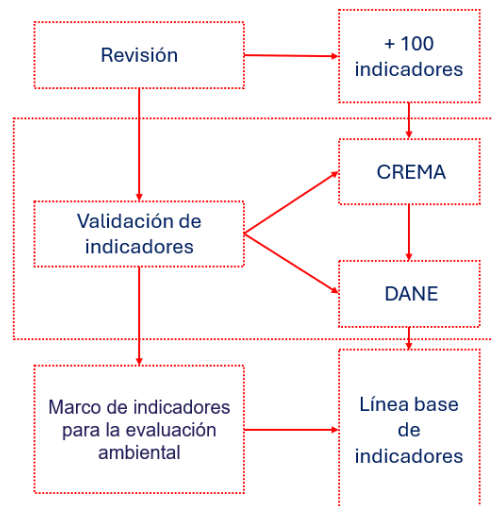 Revisión
+ 100
indicadores
CREMA
Validación de
indicadores
DANE
Marco de indicadores
para la evaluación
ambiental
Línea base
de
indicadores